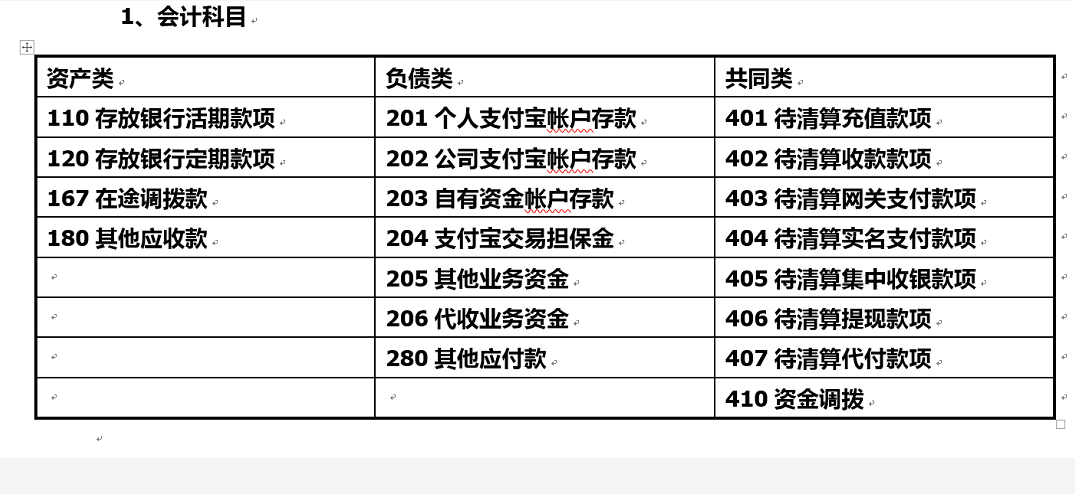 1、会计科目
资产类 负债类 共同类
110 存放银行活期款项 201 个人支付宝帐户存款 401 待清算充值款项
120 存放银行定期款项 202 公司支付宝帐户存款 402 待清算收款款项
167 在途调拨款 203 自有资金帐户存款 403 待清算网关支付款项
180 其他应收款 204 支付宝交易担保金 404 待清算实名支付款项
205 其他业务资金 405 待清算集中收银款项
206 代收业务资金 406 待清算提现款项
280 其他应付款 407 待清算代付款项
410 资金调拨